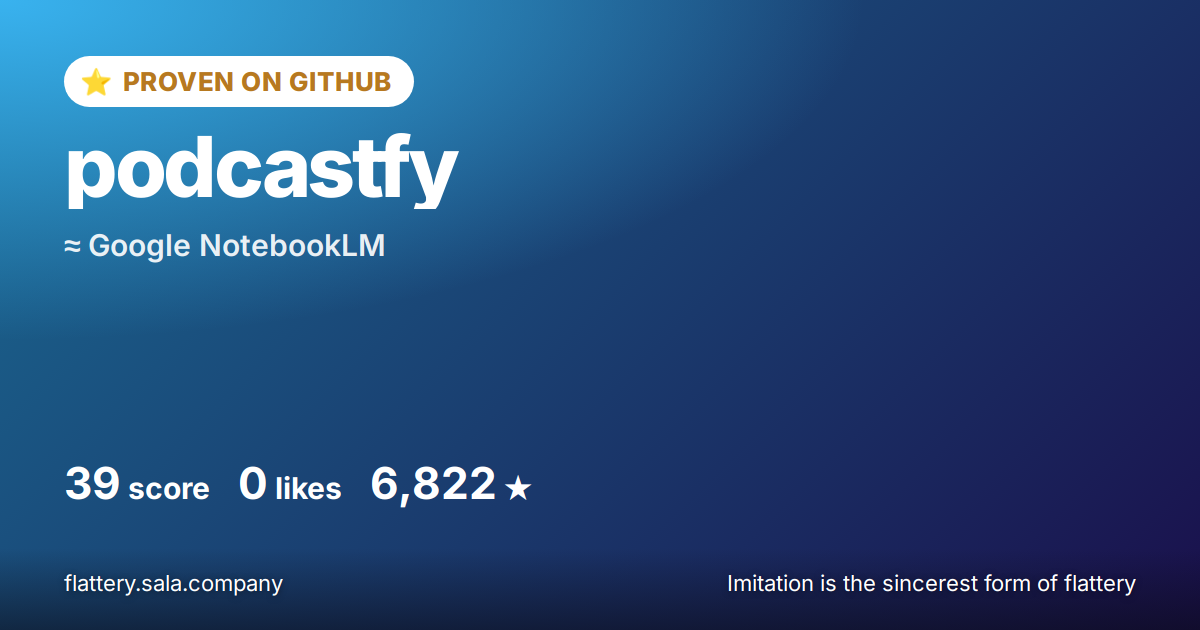 ⭐ PROVEN ON GITHUB
podcastfy
≈ Google NotebookLM
39 score 0 likes 6,822 ★
flattery.sala.company
Imitation is the sincerest form of flattery